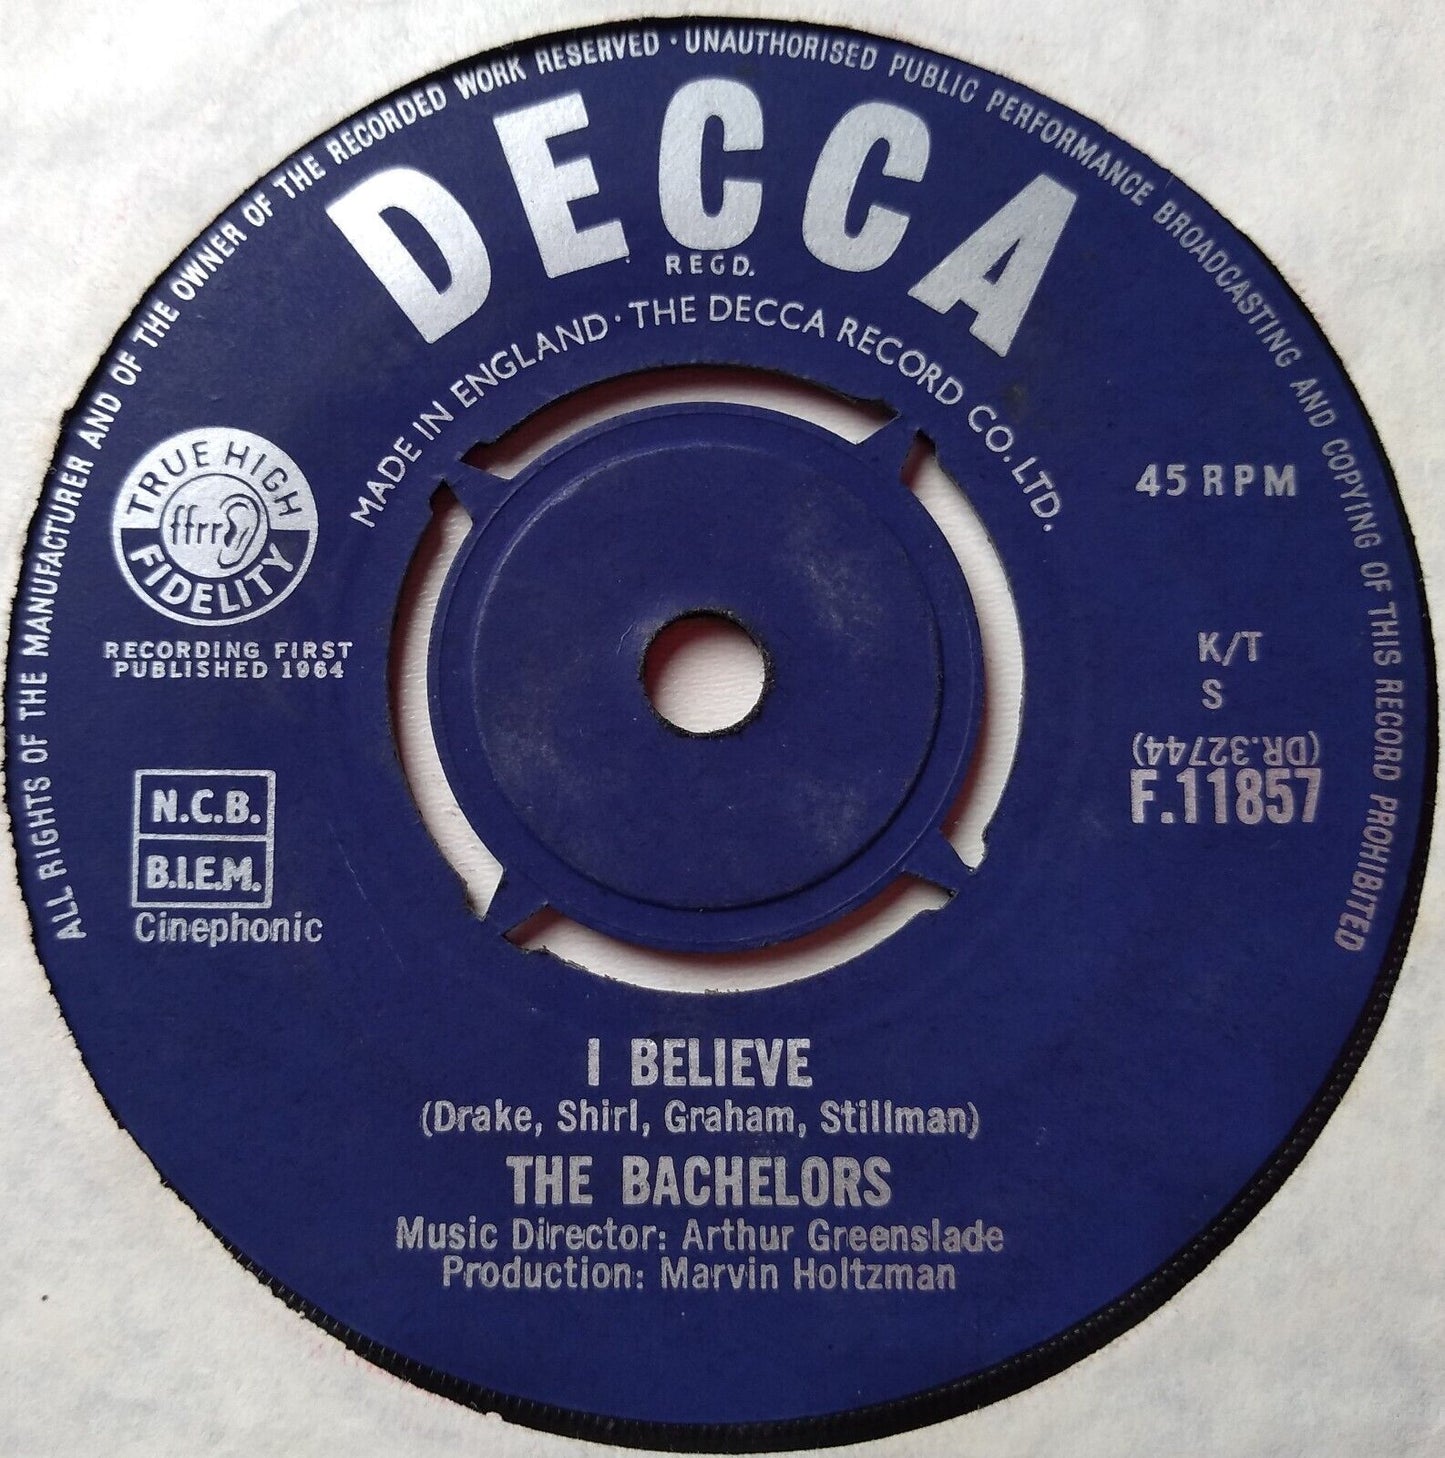 ALL RIGHTS OF THE MANUFACTURER AND OF THE OWNER OF THE RECORDED WORK RESERVED · UNAUTHORISED PUBLIC PERFORMANCE BROADCASTING AND COPYING OF THIS RECORD PROHIBITED
DECCA
REGD.
MADE IN ENGLAND · THE DECCA RECORD CO. LTD.
TRUE HIGH
ffrr
FIDELITY
RECORDING FIRST
PUBLISHED 1964
45 RPM
K/T
S
(DR.32744)
F.11857
N.C.B.
B.I.E.M.
Cinephonic
I BELIEVE
(Drake, Shirl, Graham, Stillman)
THE BACHELORS
Music Director: Arthur Greenslade
Production: Marvin Holtzman